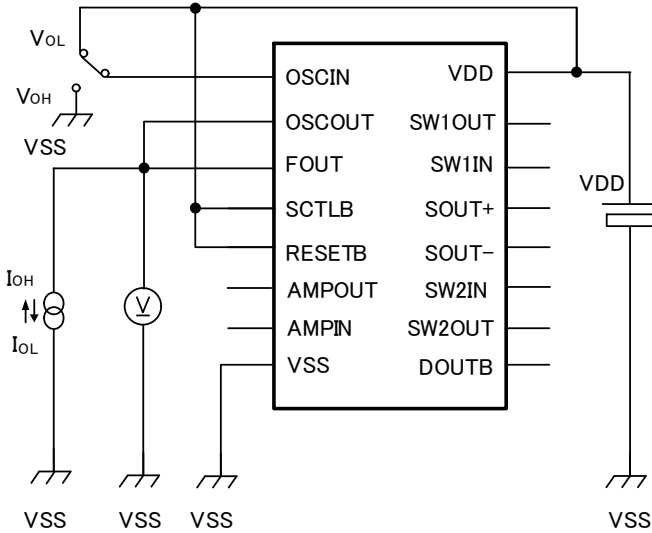 VOL
VOH
VSS
OSCIN
OSCOUT
FOUT
SCTLB
RESETB
AMPOUT
AMPIN
VSS
VDD
SW1OUT
SW1IN
SOUT+
SOUT−
SW2IN
SW2OUT
DOUTB
VDD
IOH
IOL
V
VSS
VSS
VSS
VSS